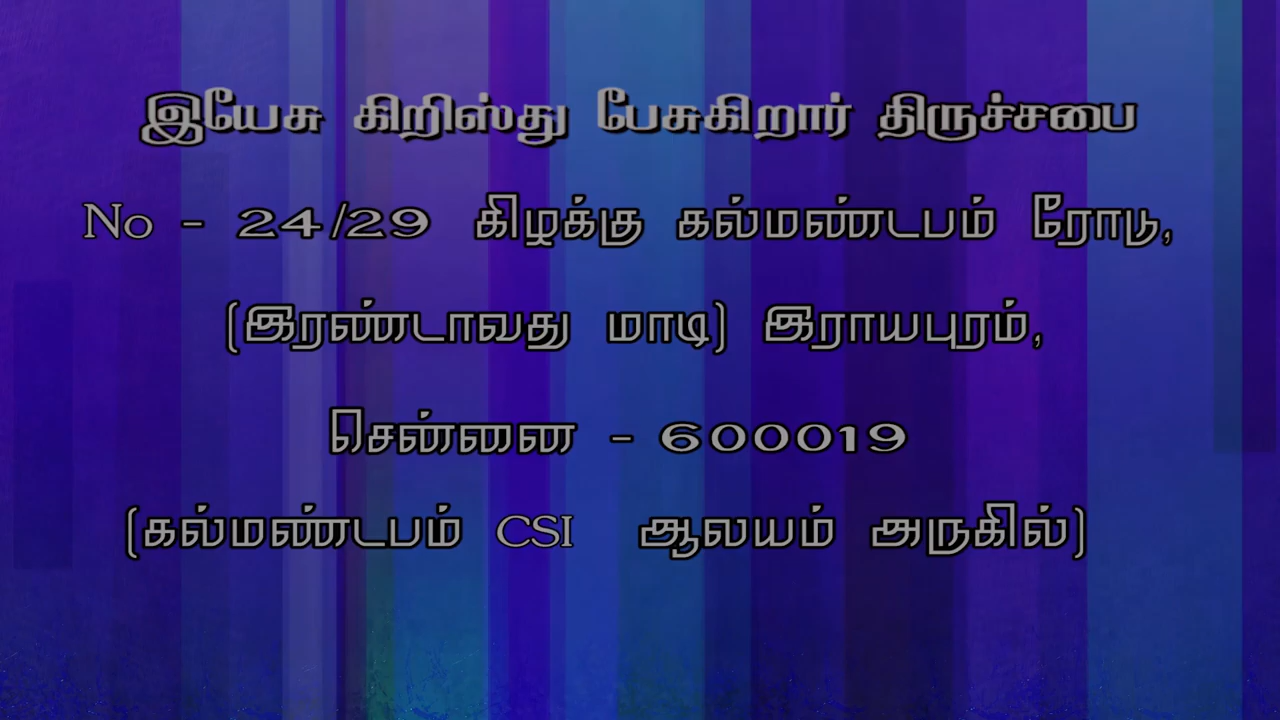 இயேசு கிறிஸ்து பேசுகிறார் திருச்சபை
No - 24/29 கிழக்கு கல்மண்டபம் ரோடு,
(இரண்டாவது மாடி) இராயபுரம்,
சென்னை - 600019
(கல்மண்டபம் CSI ஆலயம் அருகில்)